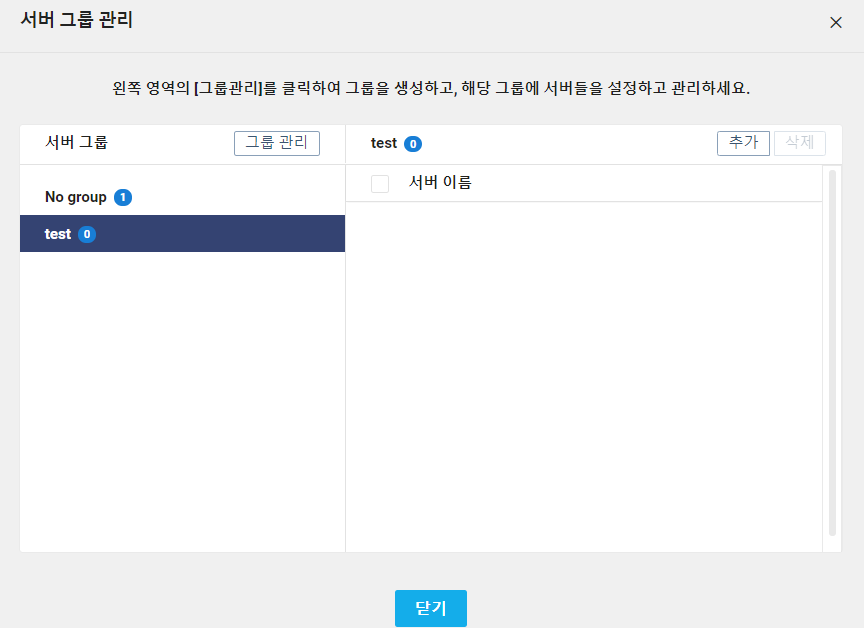 서버 그룹 관리
왼쪽 영역의 [그룹관리]를 클릭하여 그룹을 생성하고, 해당 그룹에 서버들을 설정하고 관리하세요.
서버 그룹 그룹 관리
test 0 추가 삭제
No group 1
test 0
서버 이름
닫기